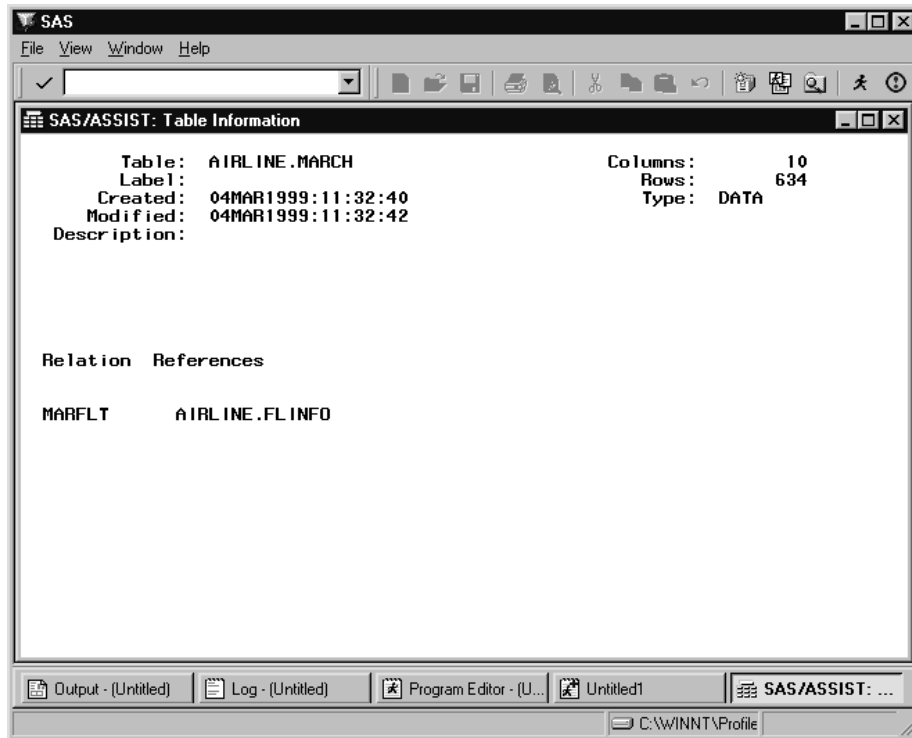 SAS
File View Window Help
SAS/ASSIST: Table Information
Table: AIRLINE.MARCH Columns: 10
Label: Rows: 634
Created: 04MAR1999:11:32:40 Type: DATA
Modified: 04MAR1999:11:32:42
Description:
Relation References
MARFLT AIRLINE.FLINFO
Output - (Untitled) Log - (Untitled) Program Editor - (U... Untitled1 SAS/ASSIST: ...
C:\WINNT\Profile